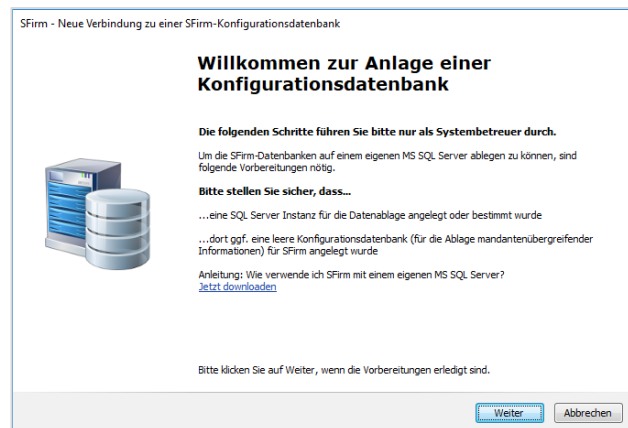 SFirm - Neue Verbindung zu einer SFirm-Konfigurationsdatenbank
Willkommen zur Anlage einer
Konfigurationsdatenbank
Die folgenden Schritte führen Sie bitte nur als Systembetreuer durch.
Um die SFirm-Datenbanken auf einem eigenen MS SQL Server ablegen zu können, sind
folgende Vorbereitungen nötig.
Bitte stellen Sie sicher, dass...
...eine SQL Server Instanz für die Datenablage angelegt oder bestimmt wurde
...dort ggf. eine leere Konfigurationsdatenbank (für die Ablage mandantenübergreifender
Informationen) für SFirm angelegt wurde
Anleitung: Wie verwende ich SFirm mit einem eigenen MS SQL Server?
Jetzt downloaden
Bitte klicken Sie auf Weiter, wenn die Vorbereitungen erledigt sind.
Weiter Abbrechen